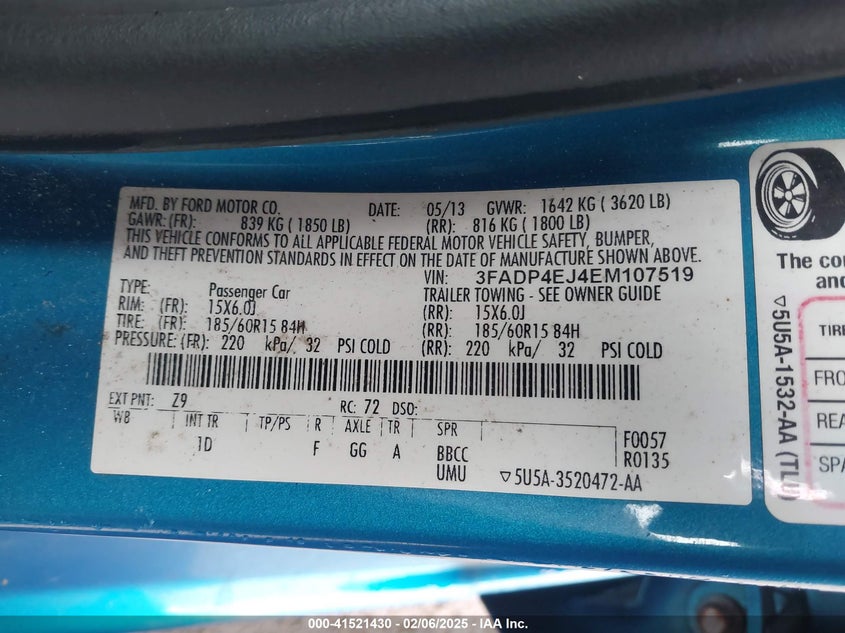 MFD. BY FORD MOTOR CO. DATE: 05/13 GVWR: 1642 KG ( 3620 LB)
GAWR: (FR): 839 KG ( 1850 LB) (RR): 816 KG ( 1800 LB)
THIS VEHICLE CONFORMS TO ALL APPLICABLE FEDERAL MOTOR VEHICLE SAFETY, BUMPER,
AND THEFT PREVENTION STANDARDS IN EFFECT ON THE DATE OF MANUFACTURE SHOWN ABOVE.
VIN: 3FADP4EJ4EM107519
TYPE: Passenger Car TRAILER TOWING - SEE OWNER GUIDE
RIM: (FR): 15X6.0J (RR): 15X6.0J
TIRE: (FR): 185/60R15 84H (RR): 185/60R15 84H
PRESSURE: (FR): 220 kPa/ 32 PSI COLD (RR): 220 kPa/ 32 PSI COLD
EXT PNT: Z9 RC: 72 DSO:
WB INT TR TP/PS R AXLE TR SPR F0057
1D F GG A BBCC R0135
UMU ▽5U5A-3520472-AA
The co
and
▽5U5A-1532-AA (TLU)
TIRE
FRO
REA
SPA
000-41521430 - 02/06/2025 - IAA Inc.